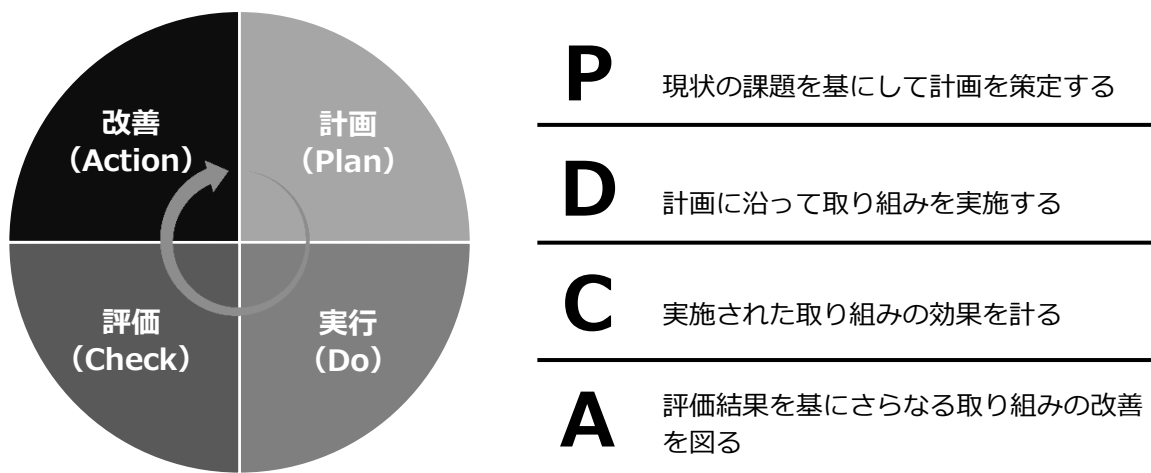 改善
（Action）
計画
（Plan）
評価
（Check）
実行
（Do）
P
現状の課題を基にして計画を策定する
D
計画に沿って取り組みを実施する
C
実施された取り組みの効果を計る
A
評価結果を基にさらなる取り組みの改善
を図る